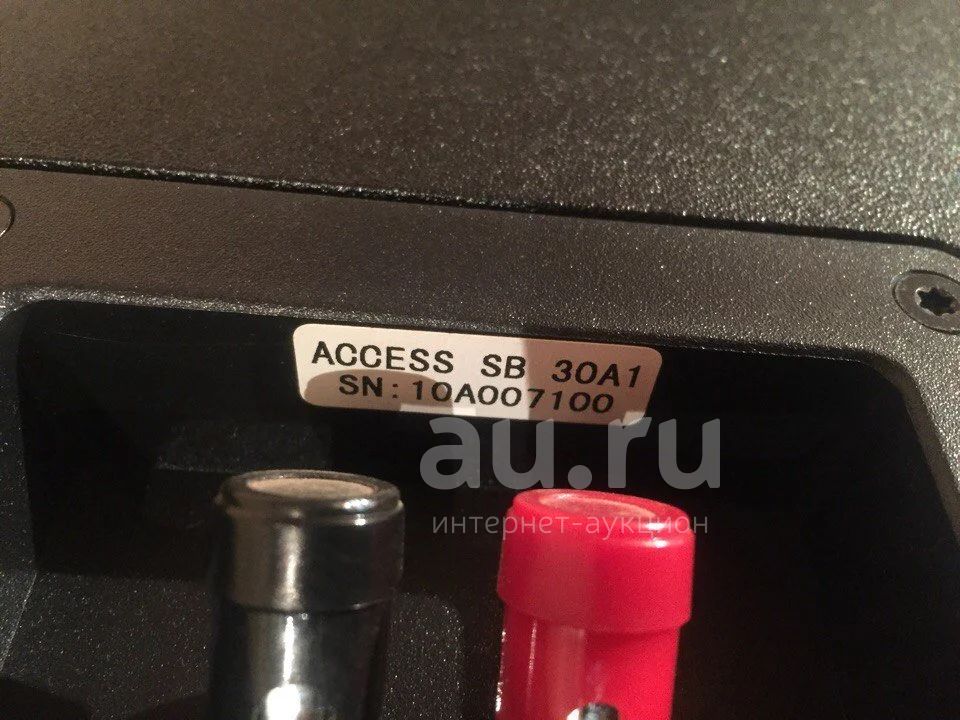 ACCESS SB 30A1
SN:10A007100
au.ru
интернет-аукцион